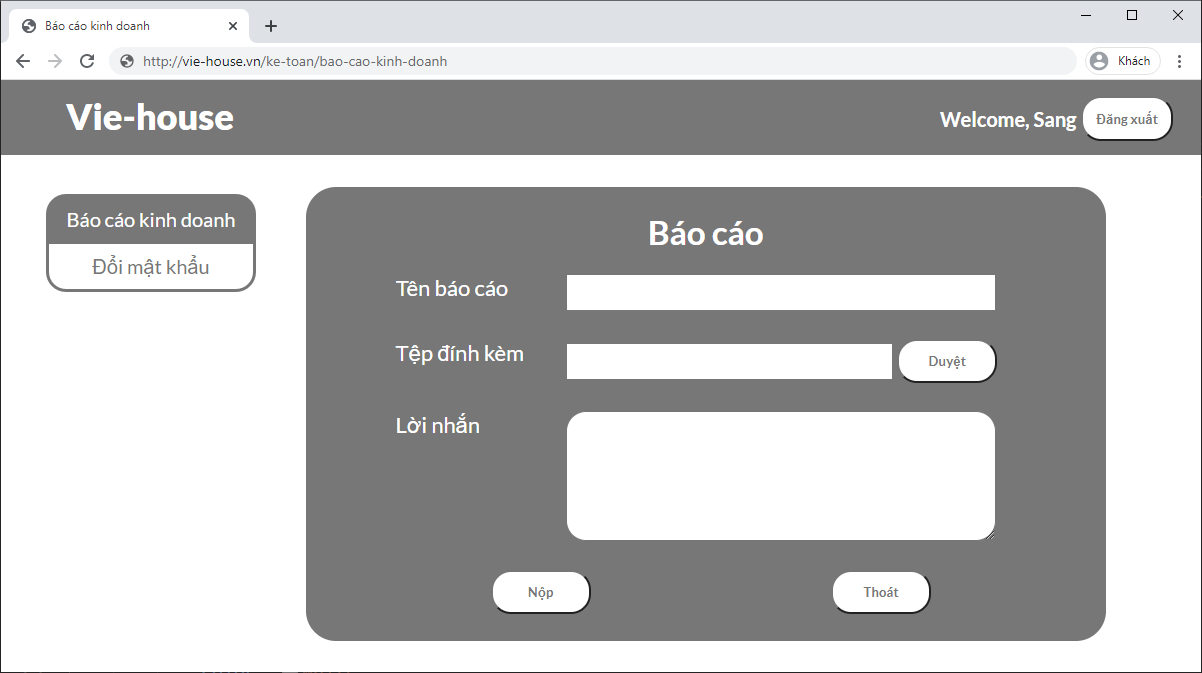 Báo cáo kinh doanh
http://vie-house.vn/ke-toan/bao-cao-kinh-doanh
Khách
Vie-house
Welcome, Sang
Đăng xuất
Báo cáo kinh doanh
Đổi mật khẩu
Báo cáo
Tên báo cáo
Tệp đính kèm
Duyệt
Lời nhắn
Nộp
Thoát